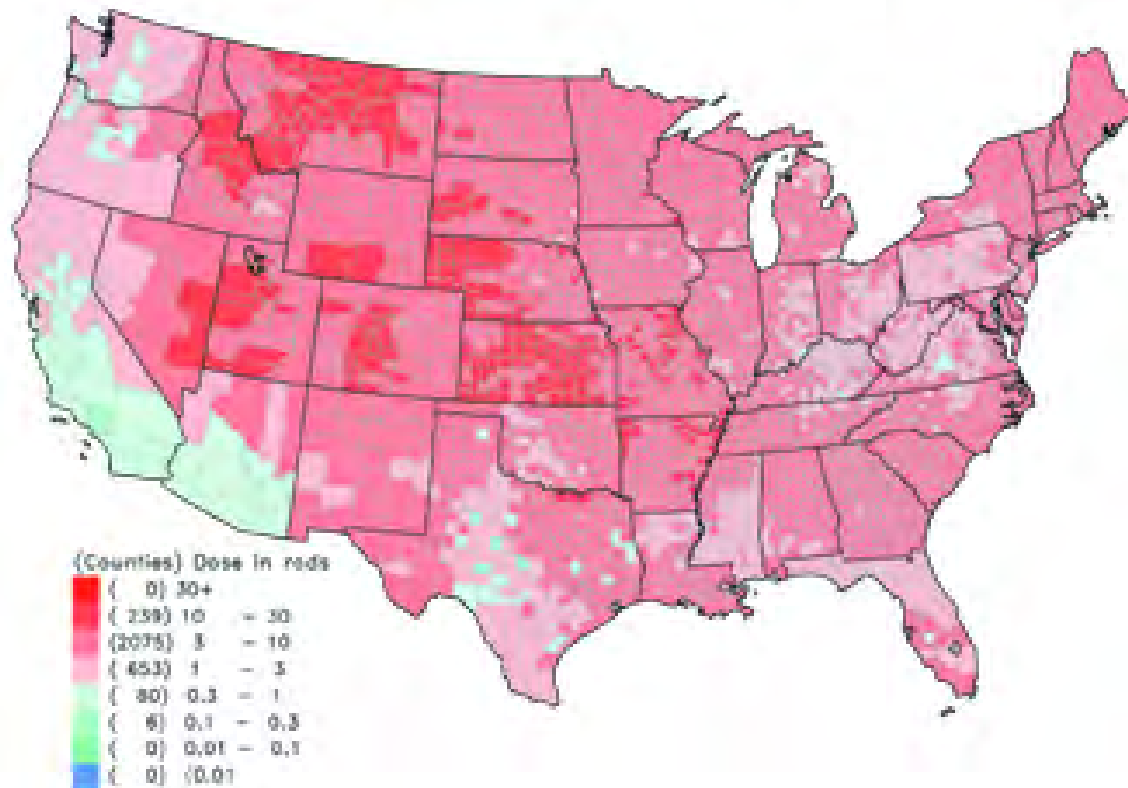 (Counties) Dose in rads
( 0) 30+
( 239) 10 - 30
(2075) 3 - 10
( 653) 1 - 3
( 80) 0.3 - 1
( 6) 0.1 - 0.3
( 0) 0.01 - 0.1
( 0) <0.01